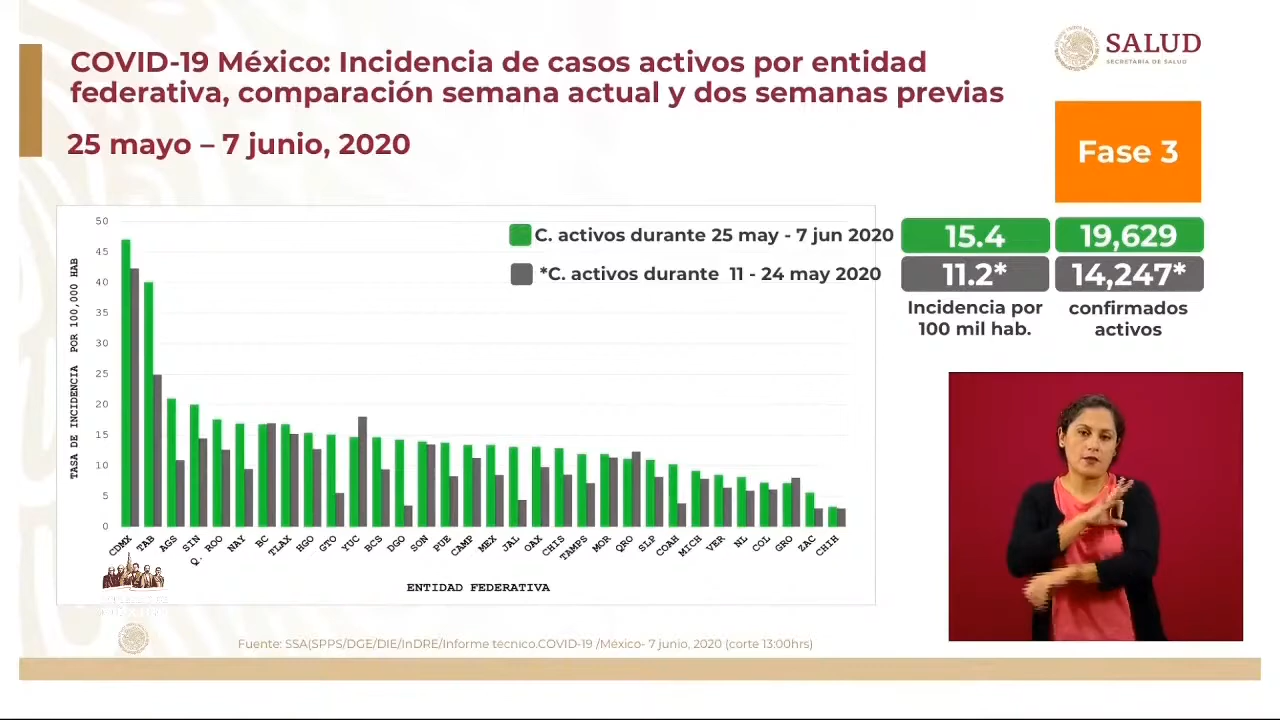 COVID-19 México: Incidencia de casos activos por entidad
federativa, comparación semana actual y dos semanas previas
25 mayo – 7 junio, 2020
SALUD
SECRETARÍA DE SALUD
Fase 3
C. activos durante 25 may - 7 jun 2020
*C. activos durante 11 - 24 may 2020
15.4
19,629
11.2*
14,247*
Incidencia por
100 mil hab.
confirmados
activos
TASA DE INCIDENCIA POR 100,000 HAB
50
45
40
35
30
25
20
15
10
5
0
CDMX
TAB
AGS
SIN
Q. ROO
NAY
BC
TLAX
HGO
GTO
YUC
BCS
DGO
SON
PUE
CAMP
MEX
JAL
OAX
CHIS
TAMPS
MOR
QRO
SLP
COAH
MICH
VER
NL
COL
GRO
ZAC
CHIH
ENTIDAD FEDERATIVA
Fuente: SSA(SPPS/DGE/DIE/InDRE/Informe técnico.COVID-19 /México- 7 junio, 2020 (corte 13:00hrs)